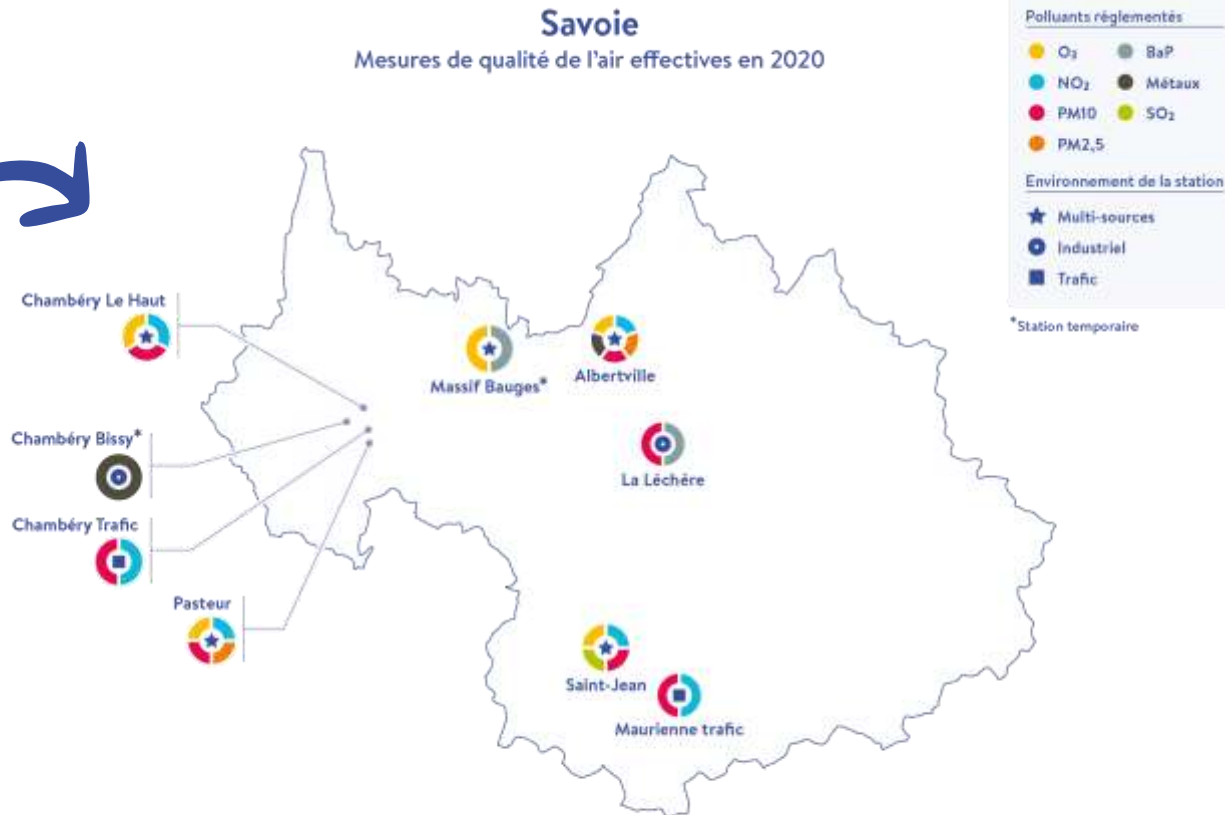 Savoie
Mesures de qualité de l'air effectives en 2020
Polluants réglementés
O₃ BaP
NO₂ Métaux
PM10 SO₂
PM2,5
Environnement de la station
Multi-sources
Industriel
Trafic
*Station temporaire
Chambéry Le Haut
Massif Bauges*
Albertville
Chambéry Bissy*
La Léchère
Chambéry Trafic
Pasteur
Saint-Jean
Maurienne trafic